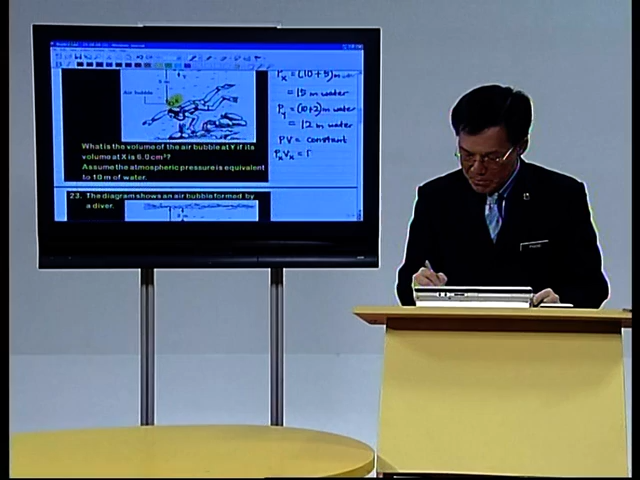 Air bubble
What is the volume of the air bubble at Y if its
volume at X is 6.0 cm³?
Assume the atmospheric pressure is equivalent
to 10 m of water.
23. The diagram shows an air bubble formed by
a diver.
Pₓ = (10 + 5) m water
= 15 m water
P_y = (10+2) m water
= 12 m water
PV = constant
PₓVₓ =